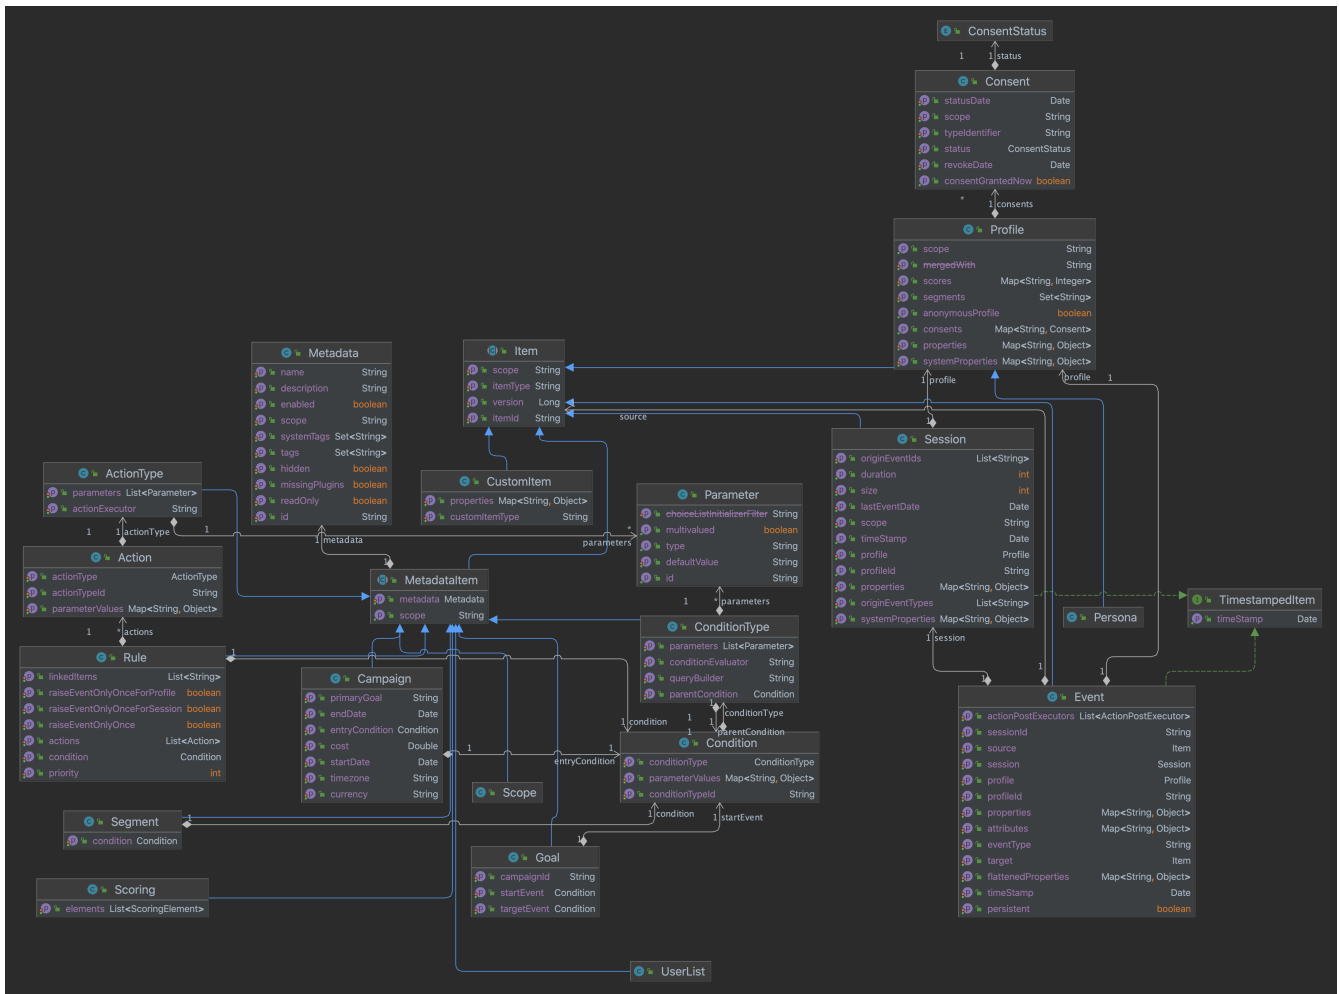 ConsentStatus
1 1 status
Consent
statusDate Date
scope String
typeIdentifier String
status ConsentStatus
revokeDate Date
consentGrantedNow boolean
* 1 consents
Profile
scope String
mergedWith String
scores Map<String, Integer>
segments Set<String>
anonymousProfile boolean
consents Map<String, Consent>
properties Map<String, Object>
systemProperties Map<String, Object>
1 profile
profile 1
Metadata
name String
description String
enabled boolean
scope String
systemTags Set<String>
tags Set<String>
hidden boolean
missingPlugins boolean
readOnly boolean
id String
1 metadata
1
Item
scope String
itemType String
version Long
itemId String
source
CustomItem
properties Map<String, Object>
customItemType String
Session
originEventIds List<String>
duration int
size int
lastEventDate Date
scope String
timeStamp Date
profile Profile
profileId String
properties Map<String, Object>
originEventTypes List<String>
systemProperties Map<String, Object>
1
1 session
ActionType
parameters List<Parameter>
actionExecutor String
1 1 actionType
1
* parameters
Parameter
choiceListInitializerFilter String
multivalued boolean
type String
defaultValue String
id String
1 * parameters
Action
actionType ActionType
actionTypeId String
parameterValues Map<String, Object>
1 * actions
MetadataItem
metadata Metadata
scope String
TimestampedItem
timeStamp Date
Persona
ConditionType
parameters List<Parameter>
conditionEvaluator String
queryBuilder String
parentCondition Condition
1 conditionType
1 1
1 parentCondition
Rule
linkedItems List<String>
raiseEventOnlyOnceForProfile boolean
raiseEventOnlyOnceForSession boolean
raiseEventOnlyOnce boolean
actions List<Action>
condition Condition
priority int
1
1 condition
Campaign
primaryGoal String
endDate Date
entryCondition Condition
cost Double
startDate Date
timezone String
currency String
1
1
entryCondition
Condition
conditionType ConditionType
parameterValues Map<String, Object>
conditionTypeId String
1 condition
1 startEvent
Event
actionPostExecutors List<ActionPostExecutor>
sessionId String
source Item
session Session
profile Profile
profileId String
properties Map<String, Object>
attributes Map<String, Object>
eventType String
target Item
flattenedProperties Map<String, Object>
timeStamp Date
persistent boolean
1
1
1
Scope
Segment
condition Condition
1
Goal
campaignId String
startEvent Condition
targetEvent Condition
1
Scoring
elements List<ScoringElement>
UserList